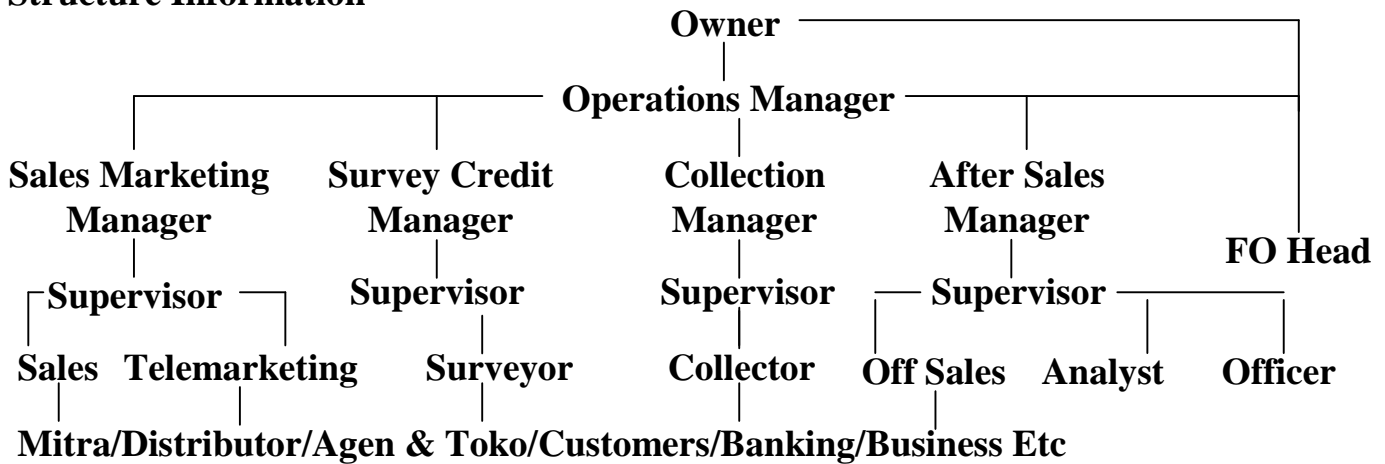 Structure Information
Owner
Operations Manager
Sales Marketing Manager
Survey Credit Manager
Collection Manager
After Sales Manager
FO Head
Supervisor
Supervisor
Supervisor
Supervisor
Sales
Telemarketing
Surveyor
Collector
Off Sales
Analyst
Officer
Mitra/Distributor/Agen & Toko/Customers/Banking/Business Etc